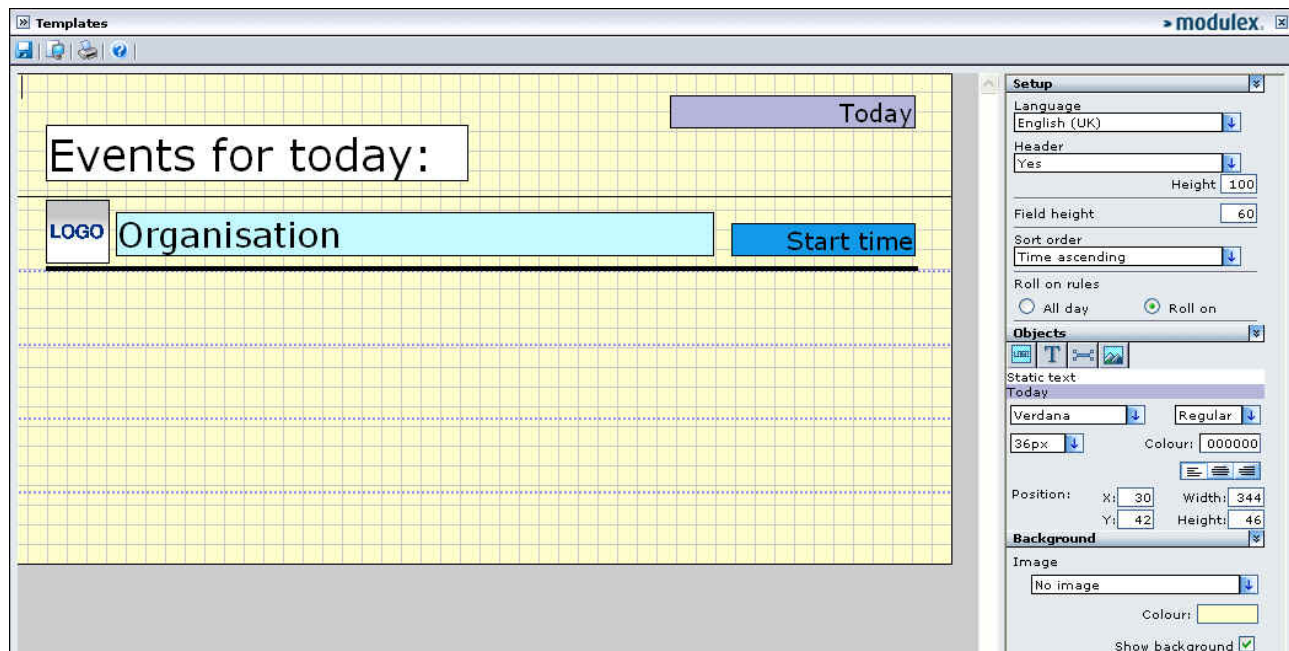 Templates
modulex
Today
Events for today:
LOGO
Organisation
Start time
Setup
Language
English (UK)
Header
Yes
Height 100
Field height 60
Sort order
Time ascending
Roll on rules
All day Roll on
Objects
LOGO T
Static text
Today
Verdana Regular
36px Colour: 000000
Position: X: 30 Width: 344
Y: 42 Height: 46
Background
Image
No image
Colour:
Show background